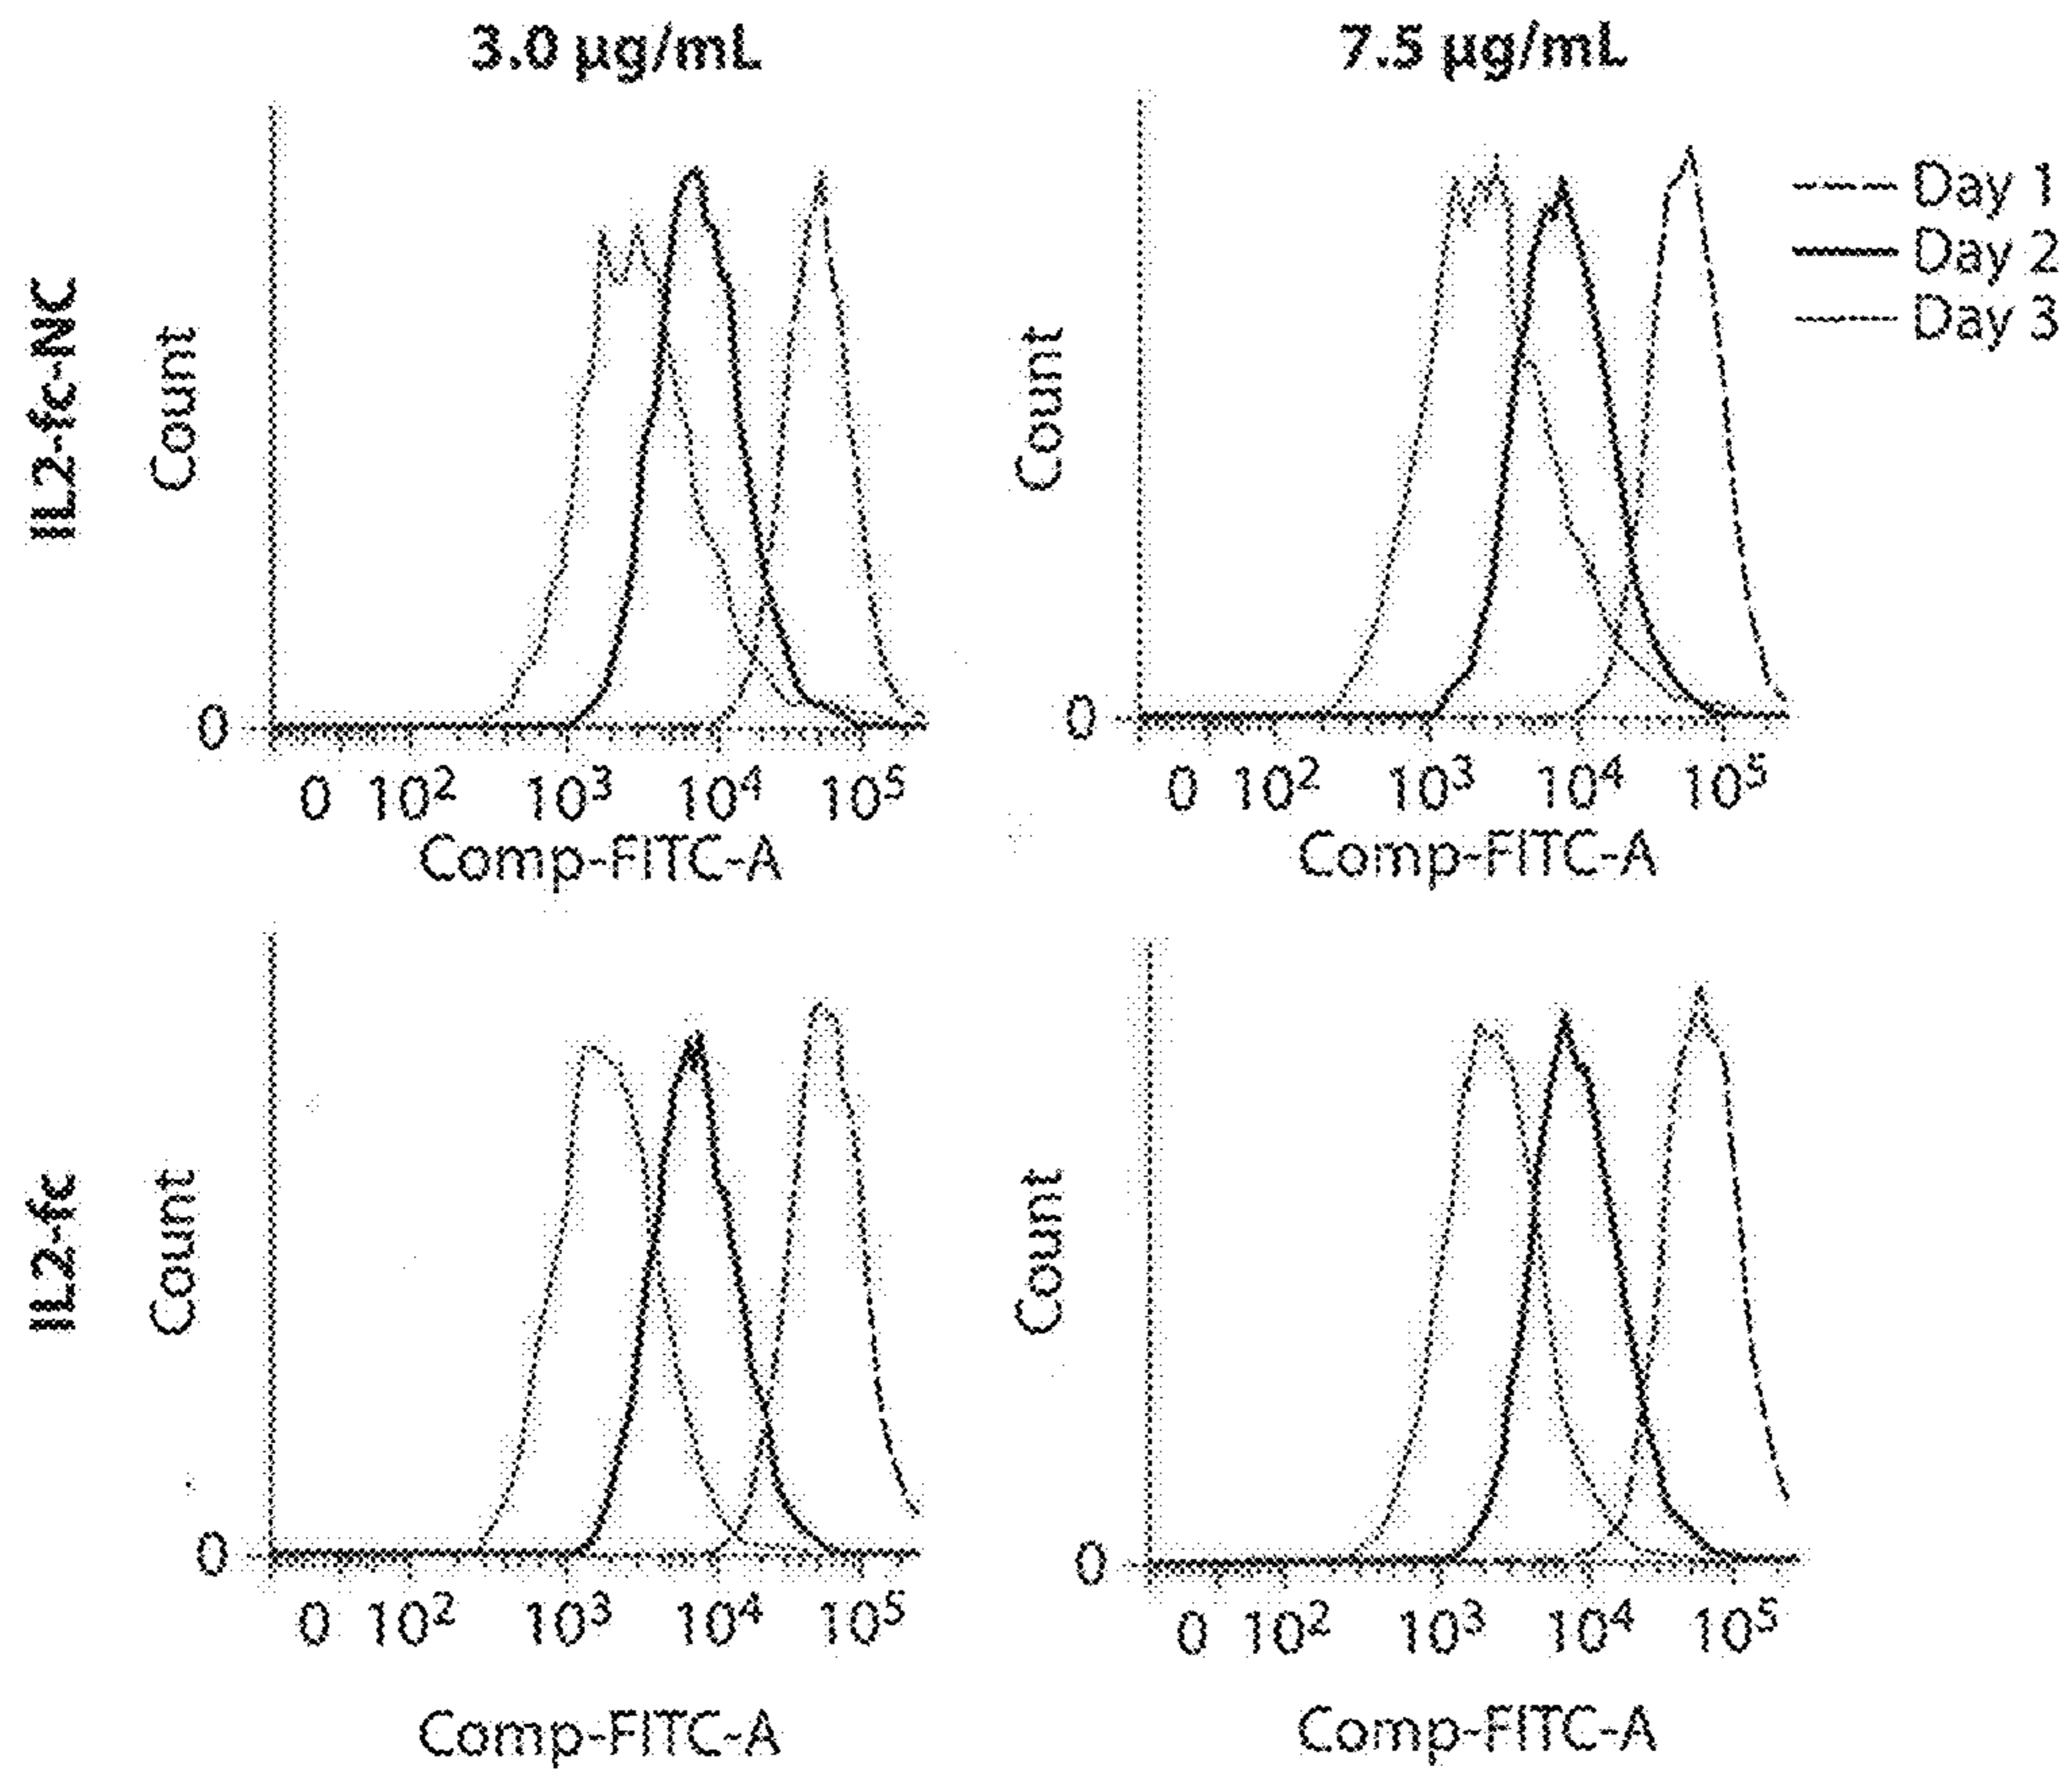 3.0 µg/mL
7.5 µg/mL
Day 1
Day 2
Day 3
IL2-fc-NC
Count
0
0 10² 10³ 10⁴ 10⁵
Comp-FITC-A
Count
0
0 10² 10³ 10⁴ 10⁵
Comp-FITC-A
IL2-fc
Count
0
0 10² 10³ 10⁴ 10⁵
Comp-FITC-A
Count
0
0 10² 10³ 10⁴ 10⁵
Comp-FITC-A